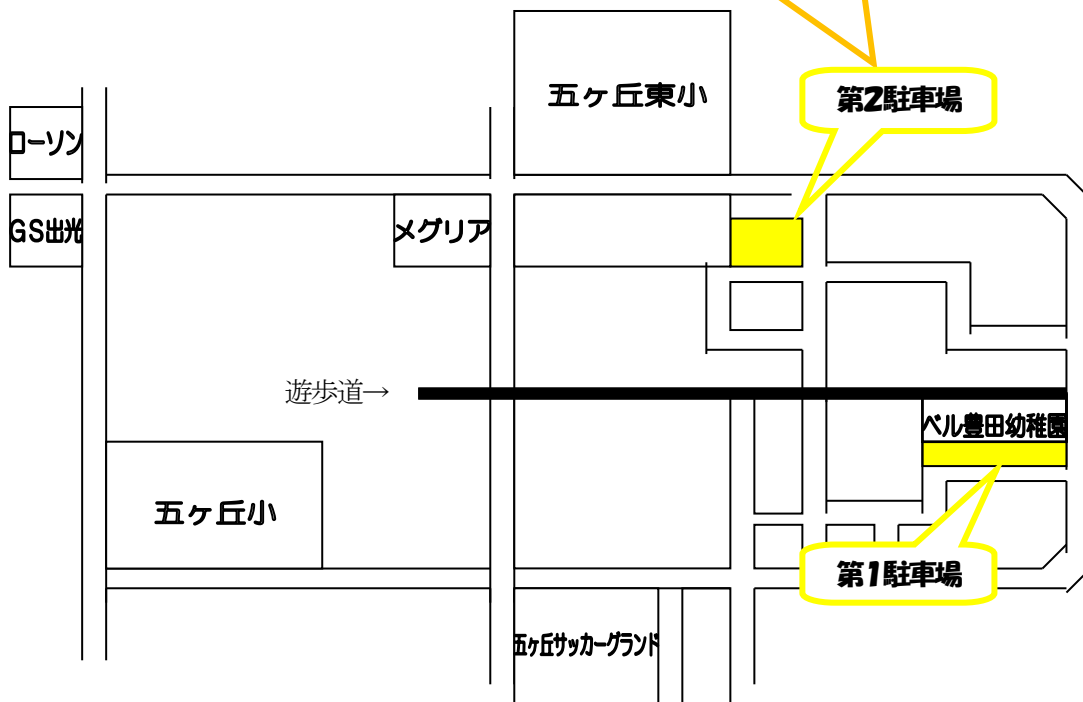 五ヶ丘東小
第2駐車場
ローソン
GS出光
メグリア
遊歩道→
ベル豊田幼稚園
五ヶ丘小
第1駐車場
五ヶ丘サッカーグランド